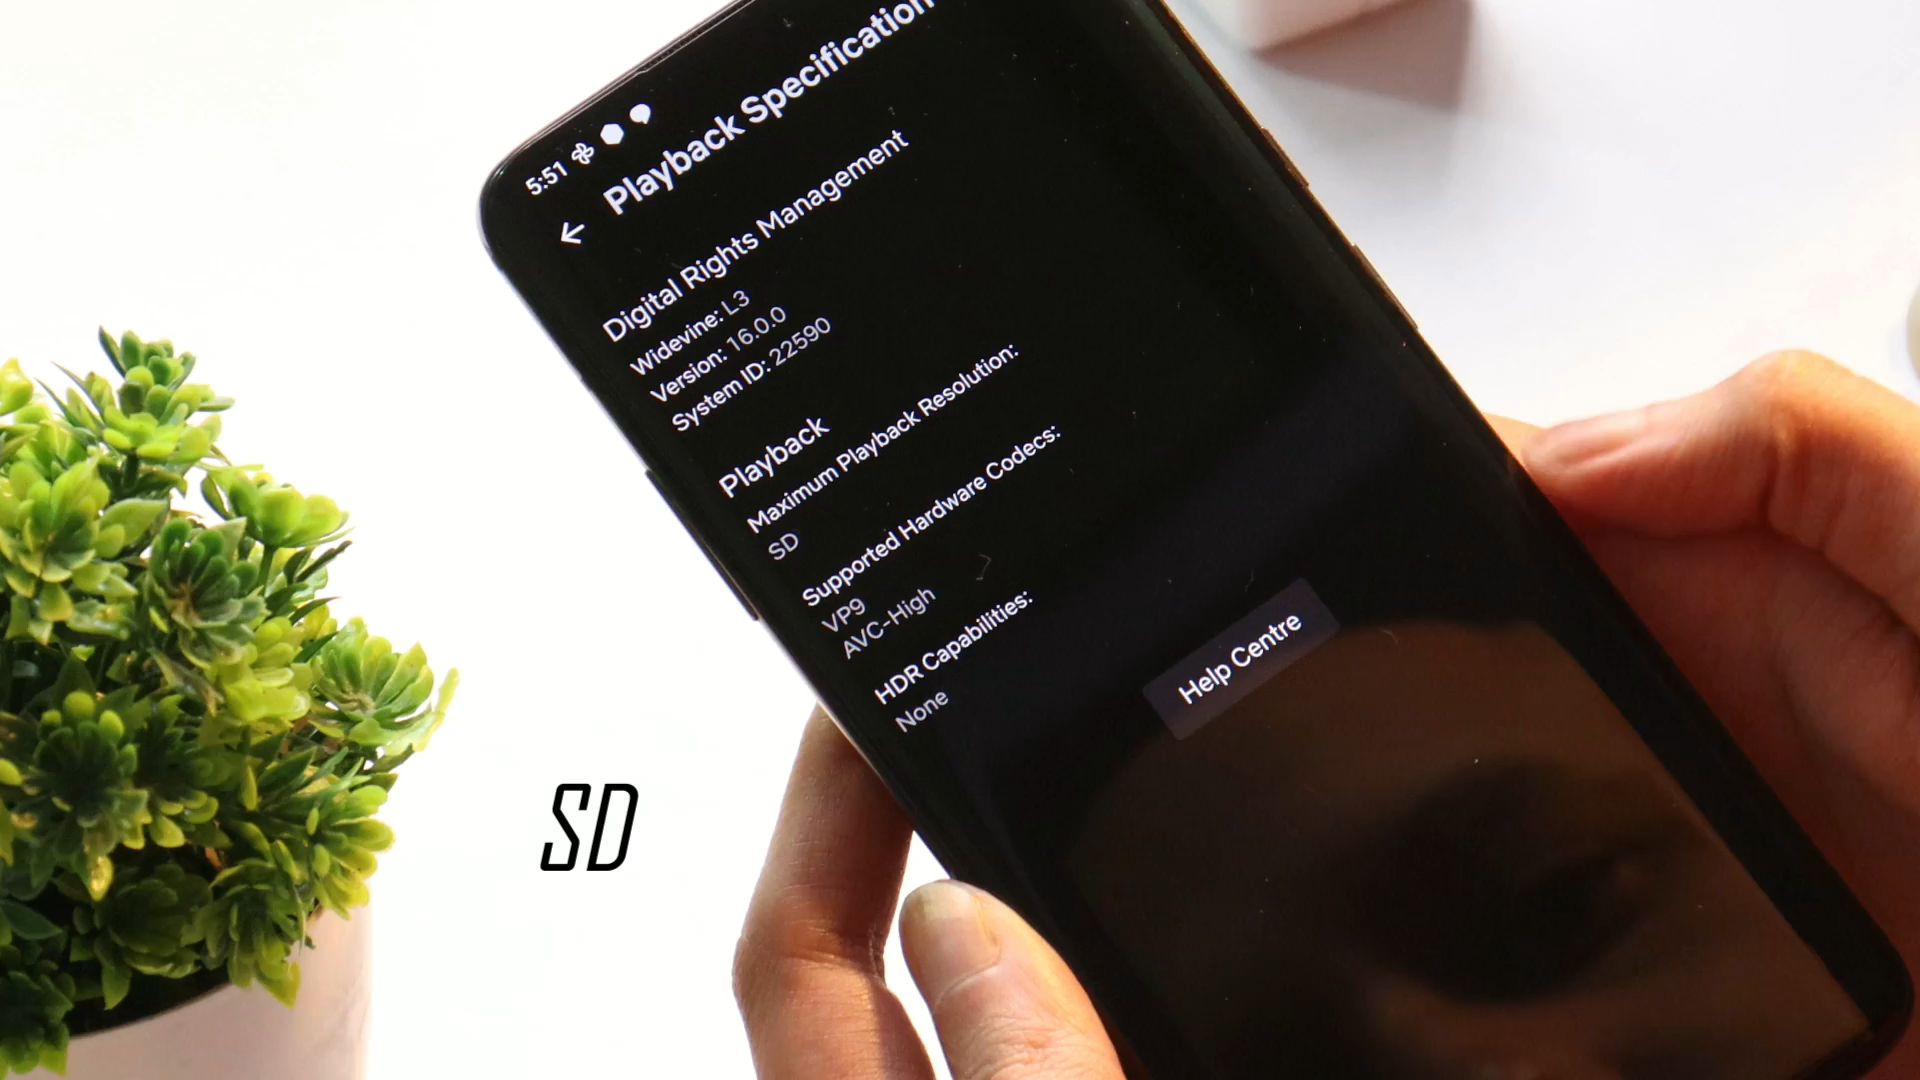 5:51
Playback Specification
Digital Rights Management
Widevine: L3
Version: 16.0.0
System ID: 22590
Playback
Maximum Playback Resolution:
SD
Supported Hardware Codecs:
VP9
AVC-High
HDR Capabilities:
None
Help Centre
SD